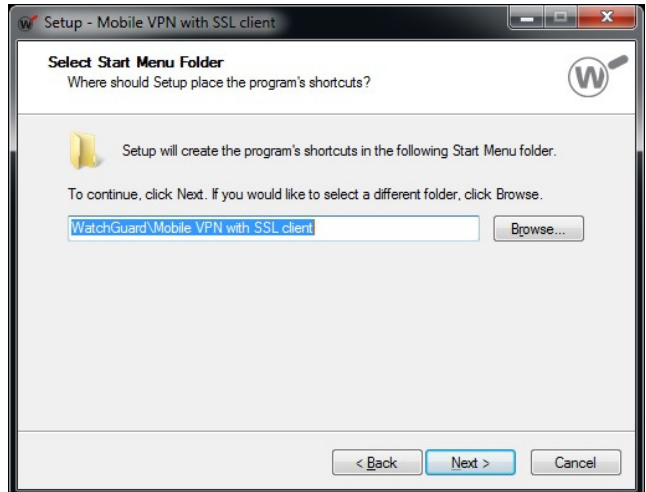 Setup - Mobile VPN with SSL client
Select Start Menu Folder
Where should Setup place the program's shortcuts?
W
Setup will create the program's shortcuts in the following Start Menu folder.
To continue, click Next. If you would like to select a different folder, click Browse.
WatchGuard\Mobile VPN with SSL client
Browse...
< Back
Next >
Cancel